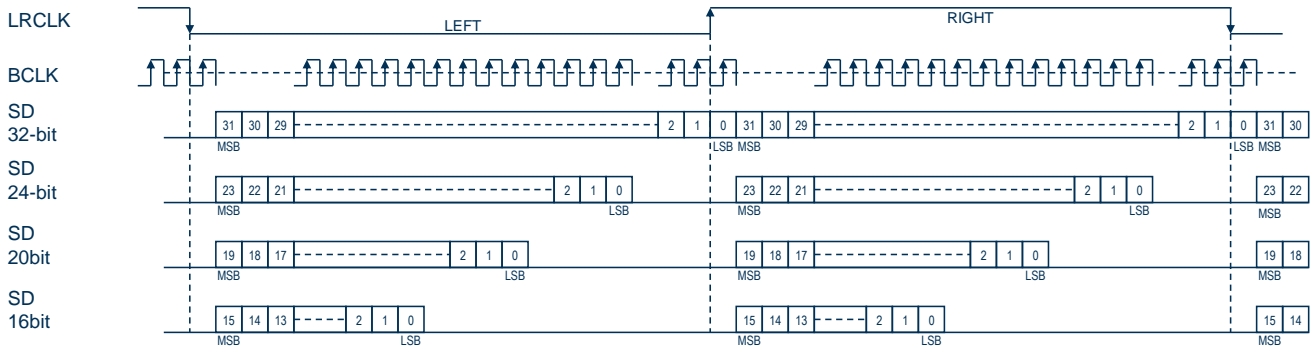 LRCLK LEFT RIGHT
BCLK
SD
32-bit
31 30 29 2 1 0 31 30 29 2 1 0 31 30
MSB LSB MSB LSB MSB
SD
24-bit
23 22 21 2 1 0 23 22 21 2 1 0 23 22
MSB LSB MSB LSB MSB
SD
20bit
19 18 17 2 1 0 19 18 17 2 1 0 19 18
MSB LSB MSB LSB MSB
SD
16bit
15 14 13 2 1 0 15 14 13 2 1 0 15 14
MSB LSB MSB LSB MSB